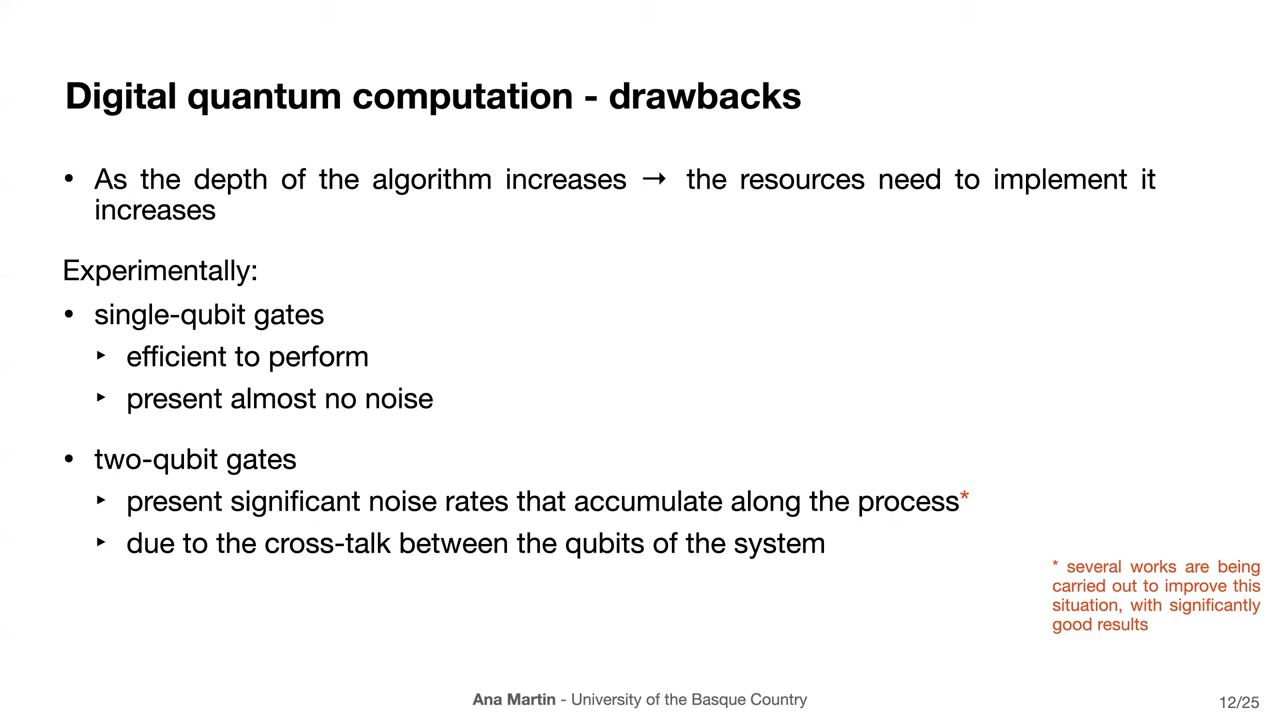 Digital quantum computation - drawbacks
• As the depth of the algorithm increases → the resources need to implement it
increases
Experimentally:
• single-qubit gates
‣ efficient to perform
‣ present almost no noise
• two-qubit gates
‣ present significant noise rates that accumulate along the process*
‣ due to the cross-talk between the qubits of the system
* several works are being
carried out to improve this
situation, with significantly
good results
Ana Martin - University of the Basque Country
12/25